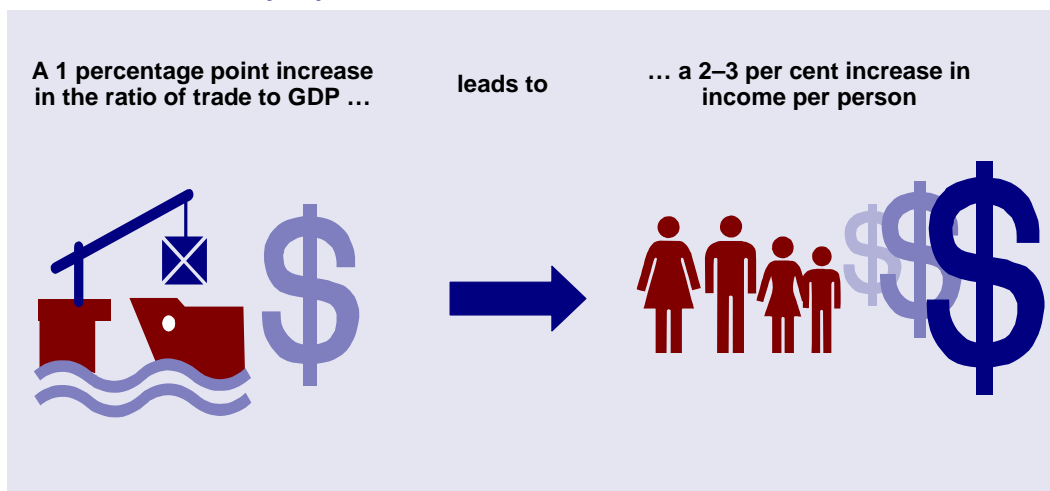 A 1 percentage point increase
in the ratio of trade to GDP …
leads to
… a 2–3 per cent increase in
income per person
$
$
$
$